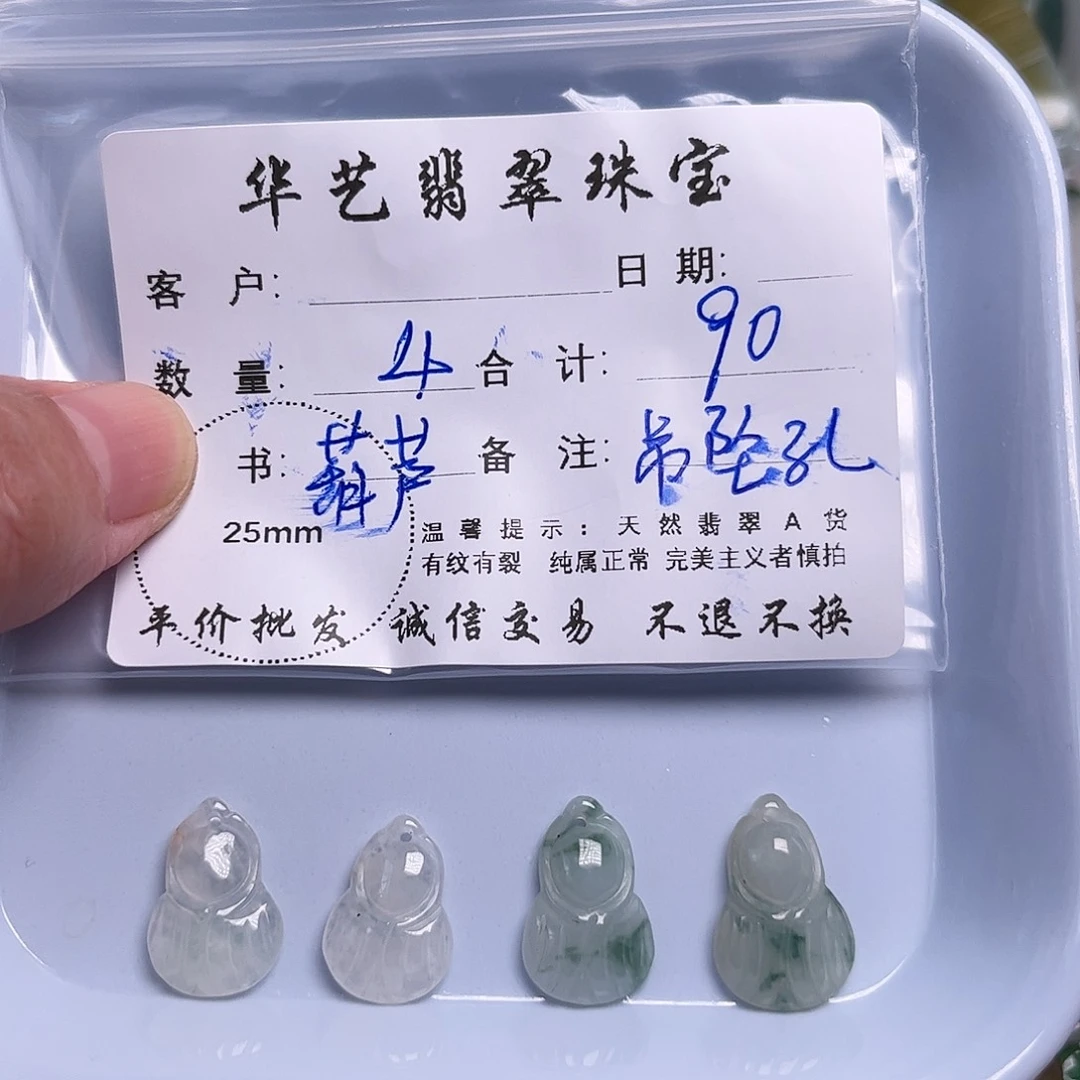 华艺翡翠珠宝
客 户: 日 期:
数 量: 4 合 计: 90
书: 葫芦 备 注: 吊坠孔
25mm
温馨提示: 天然翡翠A货
有纹有裂 纯属正常 完美主义者慎拍
平价批发 诚信交易 不退不换